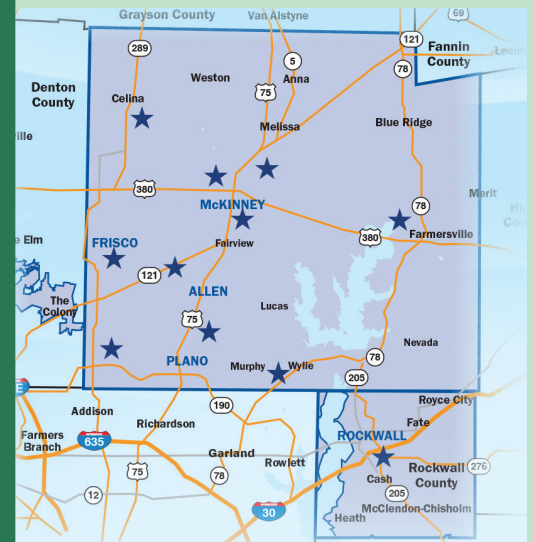 Grayson County
Van Alstyne
69
289
121
Fannin
County
5
Weston
Anna
78
Denton
County
75
Celina
Melissa
Blue Ridge
ville
380
Merit
McKINNEY
78
380
Farmersville
e Elm
FRISCO
Fairview
121
ALLEN
The
Colony
Lucas
75
Nevada
PLANO
Murphy
Wylie
78
205
Royce City
Addison
190
Fate
Richardson
Farmers
Branch
635
ROCKWALL
Garland
Rowlett
75
78
Rockwall
County
276
Cash
12
205
30
McClendon-Chisholm
Heath